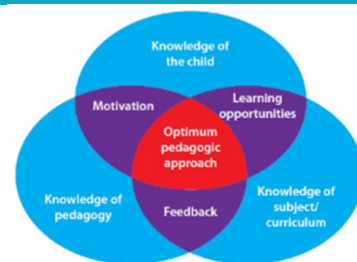 Knowledge of
the child
Motivation
Learning
opportunities
Optimum
pedagogic
approach
Knowledge of
pedagogy
Feedback
Knowledge of
subject/
curriculum